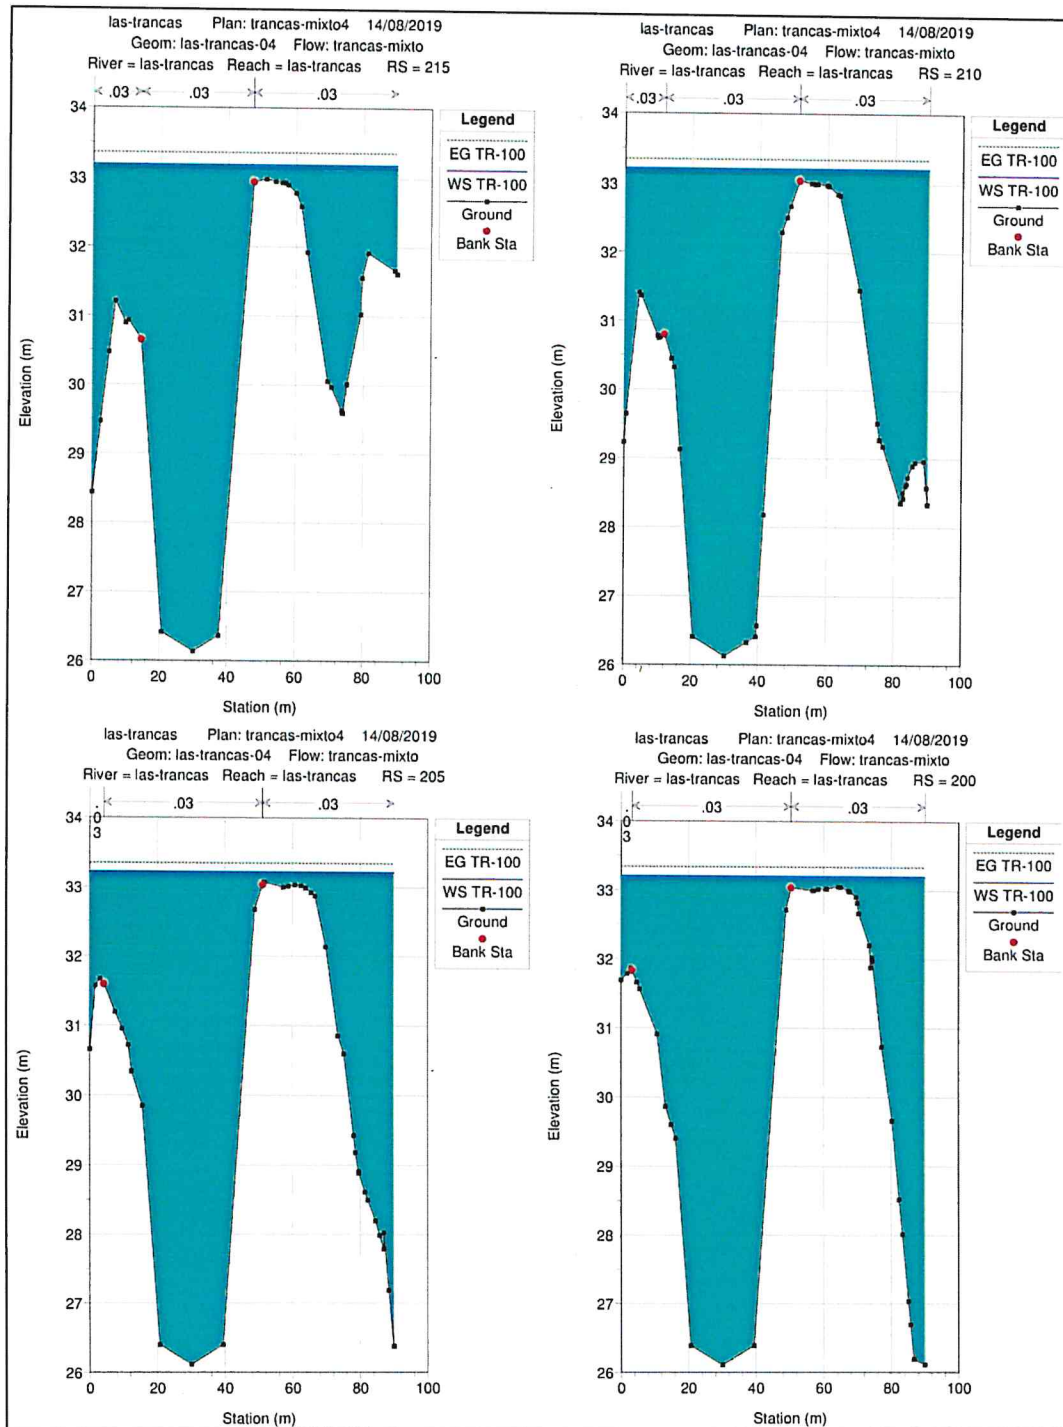 las-trancas Plan: trancas-mixto4 14/08/2019
Geom: las-trancas-04 Flow: trancas-mixto
River = las-trancas Reach = las-trancas RS = 215
.03 .03 .03
34
33
32
31
30
29
28
27
26
Elevation (m)
0 20 40 60 80 100
Station (m)
Legend
EG TR-100
WS TR-100
Ground
Bank Sta
las-trancas Plan: trancas-mixto4 14/08/2019
Geom: las-trancas-04 Flow: trancas-mixto
River = las-trancas Reach = las-trancas RS = 210
.03 .03 .03
34
33
32
31
30
29
28
27
26
Elevation (m)
0 20 40 60 80 100
Station (m)
Legend
EG TR-100
WS TR-100
Ground
Bank Sta
las-trancas Plan: trancas-mixto4 14/08/2019
Geom: las-trancas-04 Flow: trancas-mixto
River = las-trancas Reach = las-trancas RS = 205
.
0
3
.03 .03
34
33
32
31
30
29
28
27
26
Elevation (m)
0 20 40 60 80 100
Station (m)
Legend
EG TR-100
WS TR-100
Ground
Bank Sta
las-trancas Plan: trancas-mixto4 14/08/2019
Geom: las-trancas-04 Flow: trancas-mixto
River = las-trancas Reach = las-trancas RS = 200
.
0
3
.03 .03
34
33
32
31
30
29
28
27
26
Elevation (m)
0 20 40 60 80 100
Station (m)
Legend
EG TR-100
WS TR-100
Ground
Bank Sta